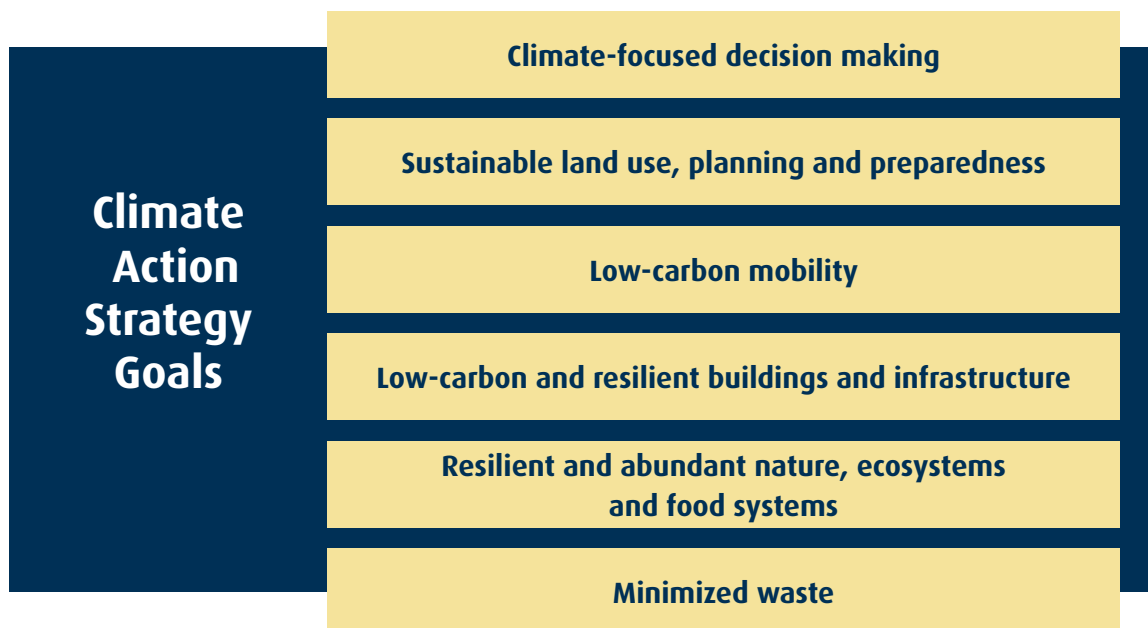 Climate
Action
Strategy
Goals
Climate-focused decision making
Sustainable land use, planning and preparedness
Low-carbon mobility
Low-carbon and resilient buildings and infrastructure
Resilient and abundant nature, ecosystems
and food systems
Minimized waste